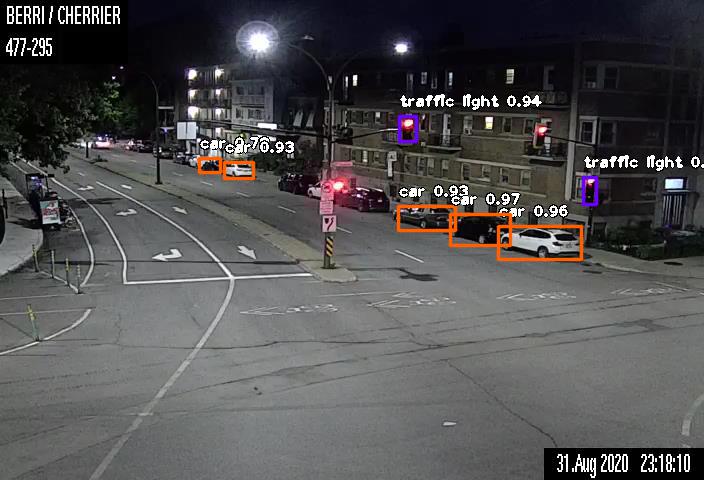 BERRI / CHERRIER
477-295
traffic light 0.94
car 0.93
traffic light 0.
car 0.93
car 0.97
car 0.96
31.Aug 2020 23:18:10